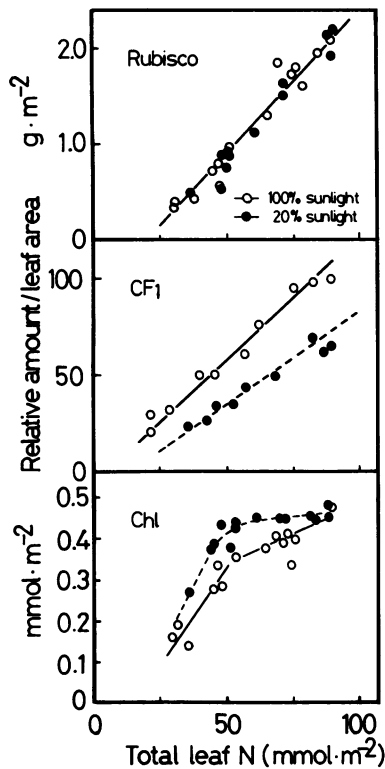 Rubisco
g·m⁻²
2.0
1.0
0
100% sunlight
20% sunlight
CF₁
Relative amount/leaf area
100
50
0
Chl
mmol·m⁻²
0.5
0.4
0.3
0.2
0.1
0
0 50 100
Total leaf N (mmol·m⁻²)